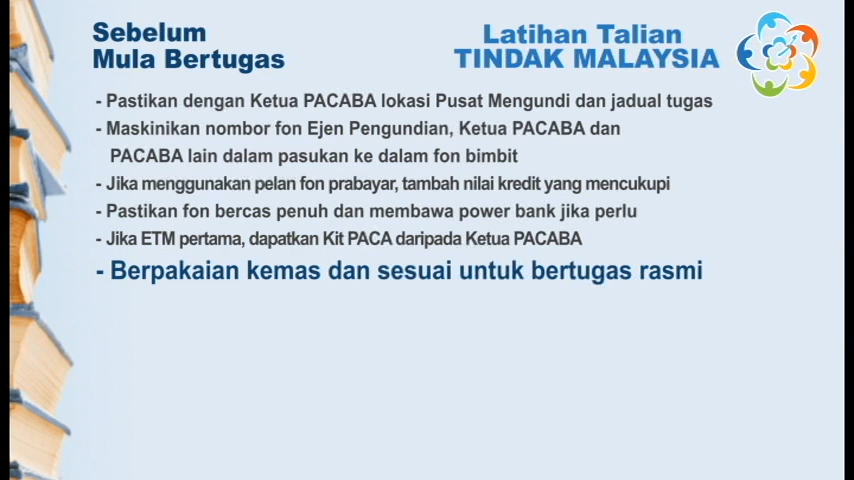 Sebelum
Mula Bertugas
Latihan Talian
TINDAK MALAYSIA
- Pastikan dengan Ketua PACABA lokasi Pusat Mengundi dan jadual tugas
- Maskinikan nombor fon Ejen Pengundian, Ketua PACABA dan
PACABA lain dalam pasukan ke dalam fon bimbit
- Jika menggunakan pelan fon prabayar, tambah nilai kredit yang mencukupi
- Pastikan fon bercas penuh dan membawa power bank jika perlu
- Jika ETM pertama, dapatkan Kit PACA daripada Ketua PACABA
- Berpakaian kemas dan sesuai untuk bertugas rasmi